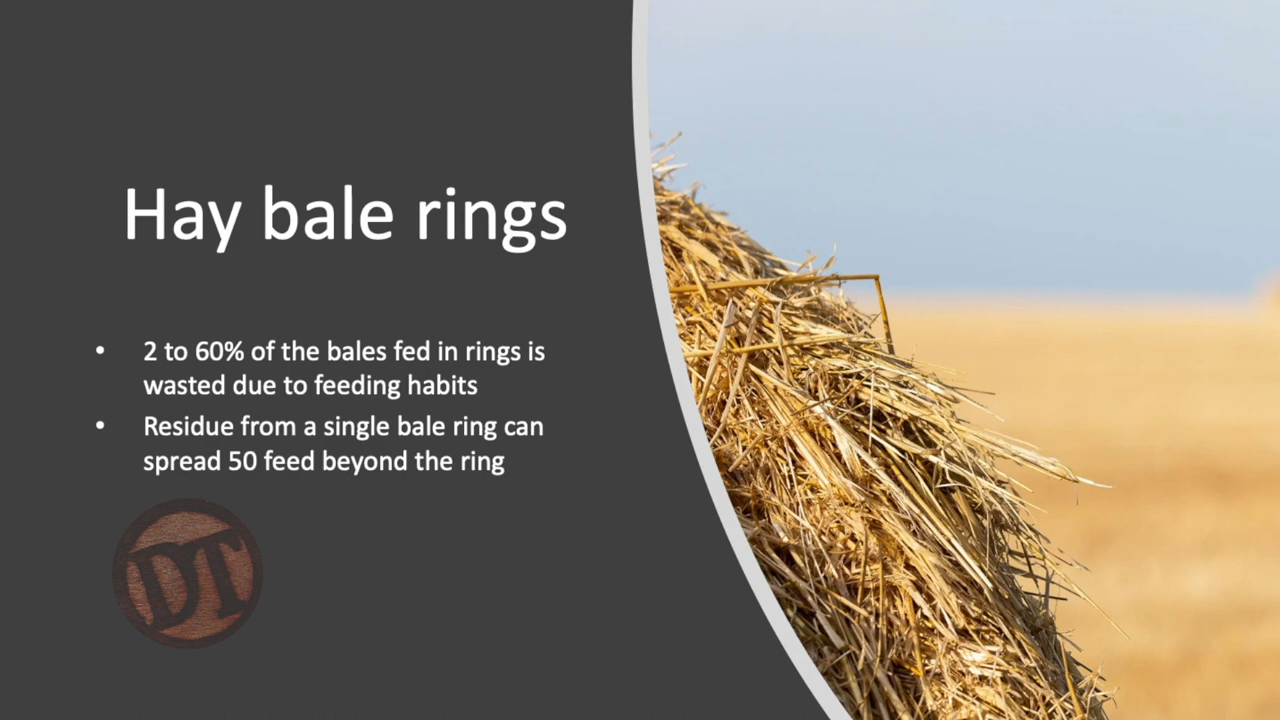 Hay bale rings
• 2 to 60% of the bales fed in rings is
wasted due to feeding habits
• Residue from a single bale ring can
spread 50 feed beyond the ring
DT